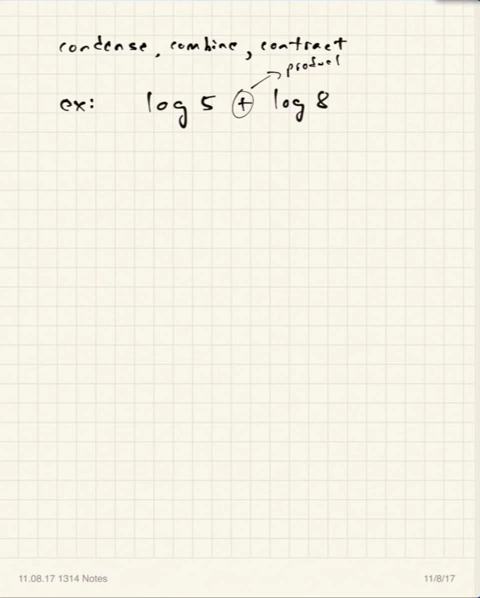 condense, combine, contract
product
ex: log 5 + log 8
11.08.17 1314 Notes
11/8/17